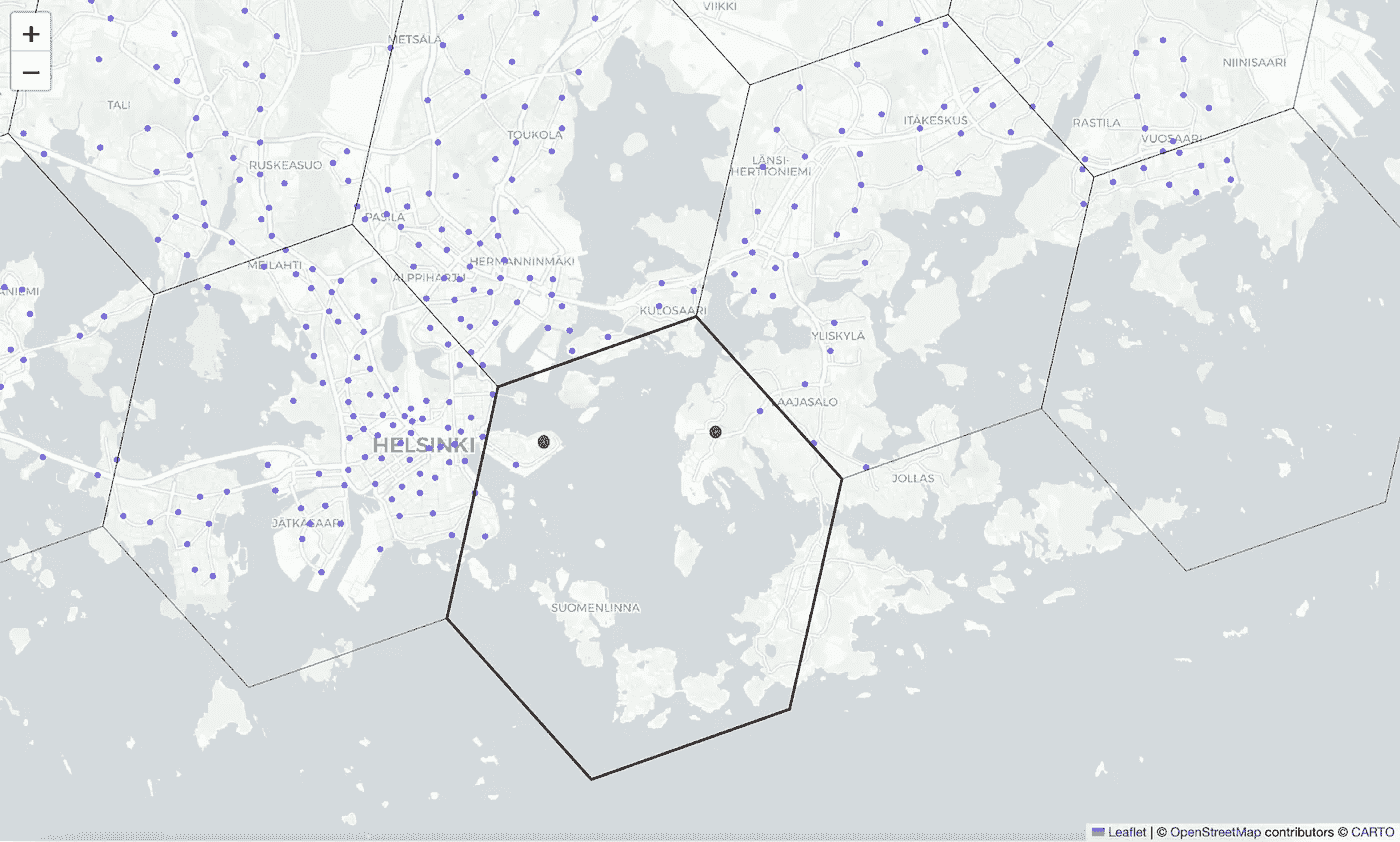 +
−
VIIKKI
METSÄLÄ
NIINISAARI
TALI
TOUKOLA
ITÄKESKUS
RASTILA
VUOSAARI
RUSKEASUO
LÄNSI-
HERTTONIEMI
PASILA
MEILAHTI
ALPPIHARJU
HERMANNINMÄKI
ANIEMI
KULOSAARI
YLISKYLÄ
LAAJASALO
HELSINKI
JOLLAS
JÄTKÄSAARI
SUOMENLINNA
Leaflet | © OpenStreetMap contributors © CARTO